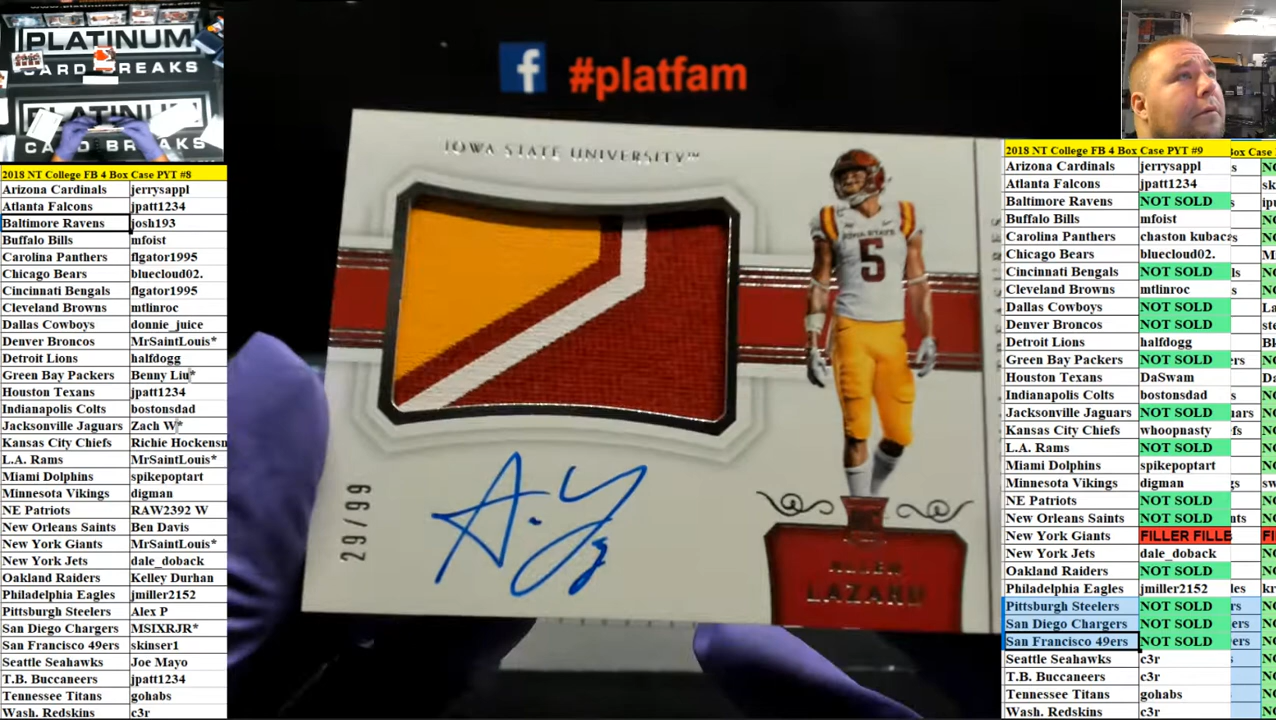 PLATINUM
CARD BREAKS
PLATINUM
CARD BREAKS
f #platfam
IOWA STATE UNIVERSITY™
IOWA STATE
5
29/99
ALLEN
LAZARD
2018 NT College FB 4 Box Case PYT #8
Arizona Cardinals jerrysappl
Atlanta Falcons jpatt1234
Baltimore Ravens josh193
Buffalo Bills mfoist
Carolina Panthers flgator1995
Chicago Bears bluecloud02.
Cincinnati Bengals flgator1995
Cleveland Browns mtlinroc
Dallas Cowboys donnie_juice
Denver Broncos MrSaintLouis*
Detroit Lions halfdogg
Green Bay Packers Benny Liu*
Houston Texans jpatt1234
Indianapolis Colts bostonsdad
Jacksonville Jaguars Zach W*
Kansas City Chiefs Richie Hockensn
L.A. Rams MrSaintLouis*
Miami Dolphins spikepoptart
Minnesota Vikings digman
NE Patriots RAW2392 W
New Orleans Saints Ben Davis
New York Giants MrSaintLouis*
New York Jets dale_doback
Oakland Raiders Kelley Durhan
Philadelphia Eagles jmiller2152
Pittsburgh Steelers Alex P
San Diego Chargers MSIXRJR*
San Francisco 49ers skinser1
Seattle Seahawks Joe Mayo
T.B. Buccaneers jpatt1234
Tennessee Titans gohabs
Wash. Redskins c3r
2018 NT College FB 4 Box Case PYT #9
Arizona Cardinals jerrysappl
Atlanta Falcons jpatt1234
Baltimore Ravens NOT SOLD
Buffalo Bills mfoist
Carolina Panthers chaston kubaca
Chicago Bears bluecloud02.
Cincinnati Bengals NOT SOLD
Cleveland Browns mtlinroc
Dallas Cowboys NOT SOLD
Denver Broncos NOT SOLD
Detroit Lions halfdogg
Green Bay Packers NOT SOLD
Houston Texans DaSwam
Indianapolis Colts bostonsdad
Jacksonville Jaguars NOT SOLD
Kansas City Chiefs whoopnasty
L.A. Rams NOT SOLD
Miami Dolphins spikepoptart
Minnesota Vikings digman
NE Patriots NOT SOLD
New Orleans Saints NOT SOLD
New York Giants FILLER FILLE
New York Jets dale_doback
Oakland Raiders NOT SOLD
Philadelphia Eagles jmiller2152
Pittsburgh Steelers NOT SOLD
San Diego Chargers NOT SOLD
San Francisco 49ers NOT SOLD
Seattle Seahawks c3r
T.B. Buccaneers c3r
Tennessee Titans gohabs
Wash. Redskins c3r